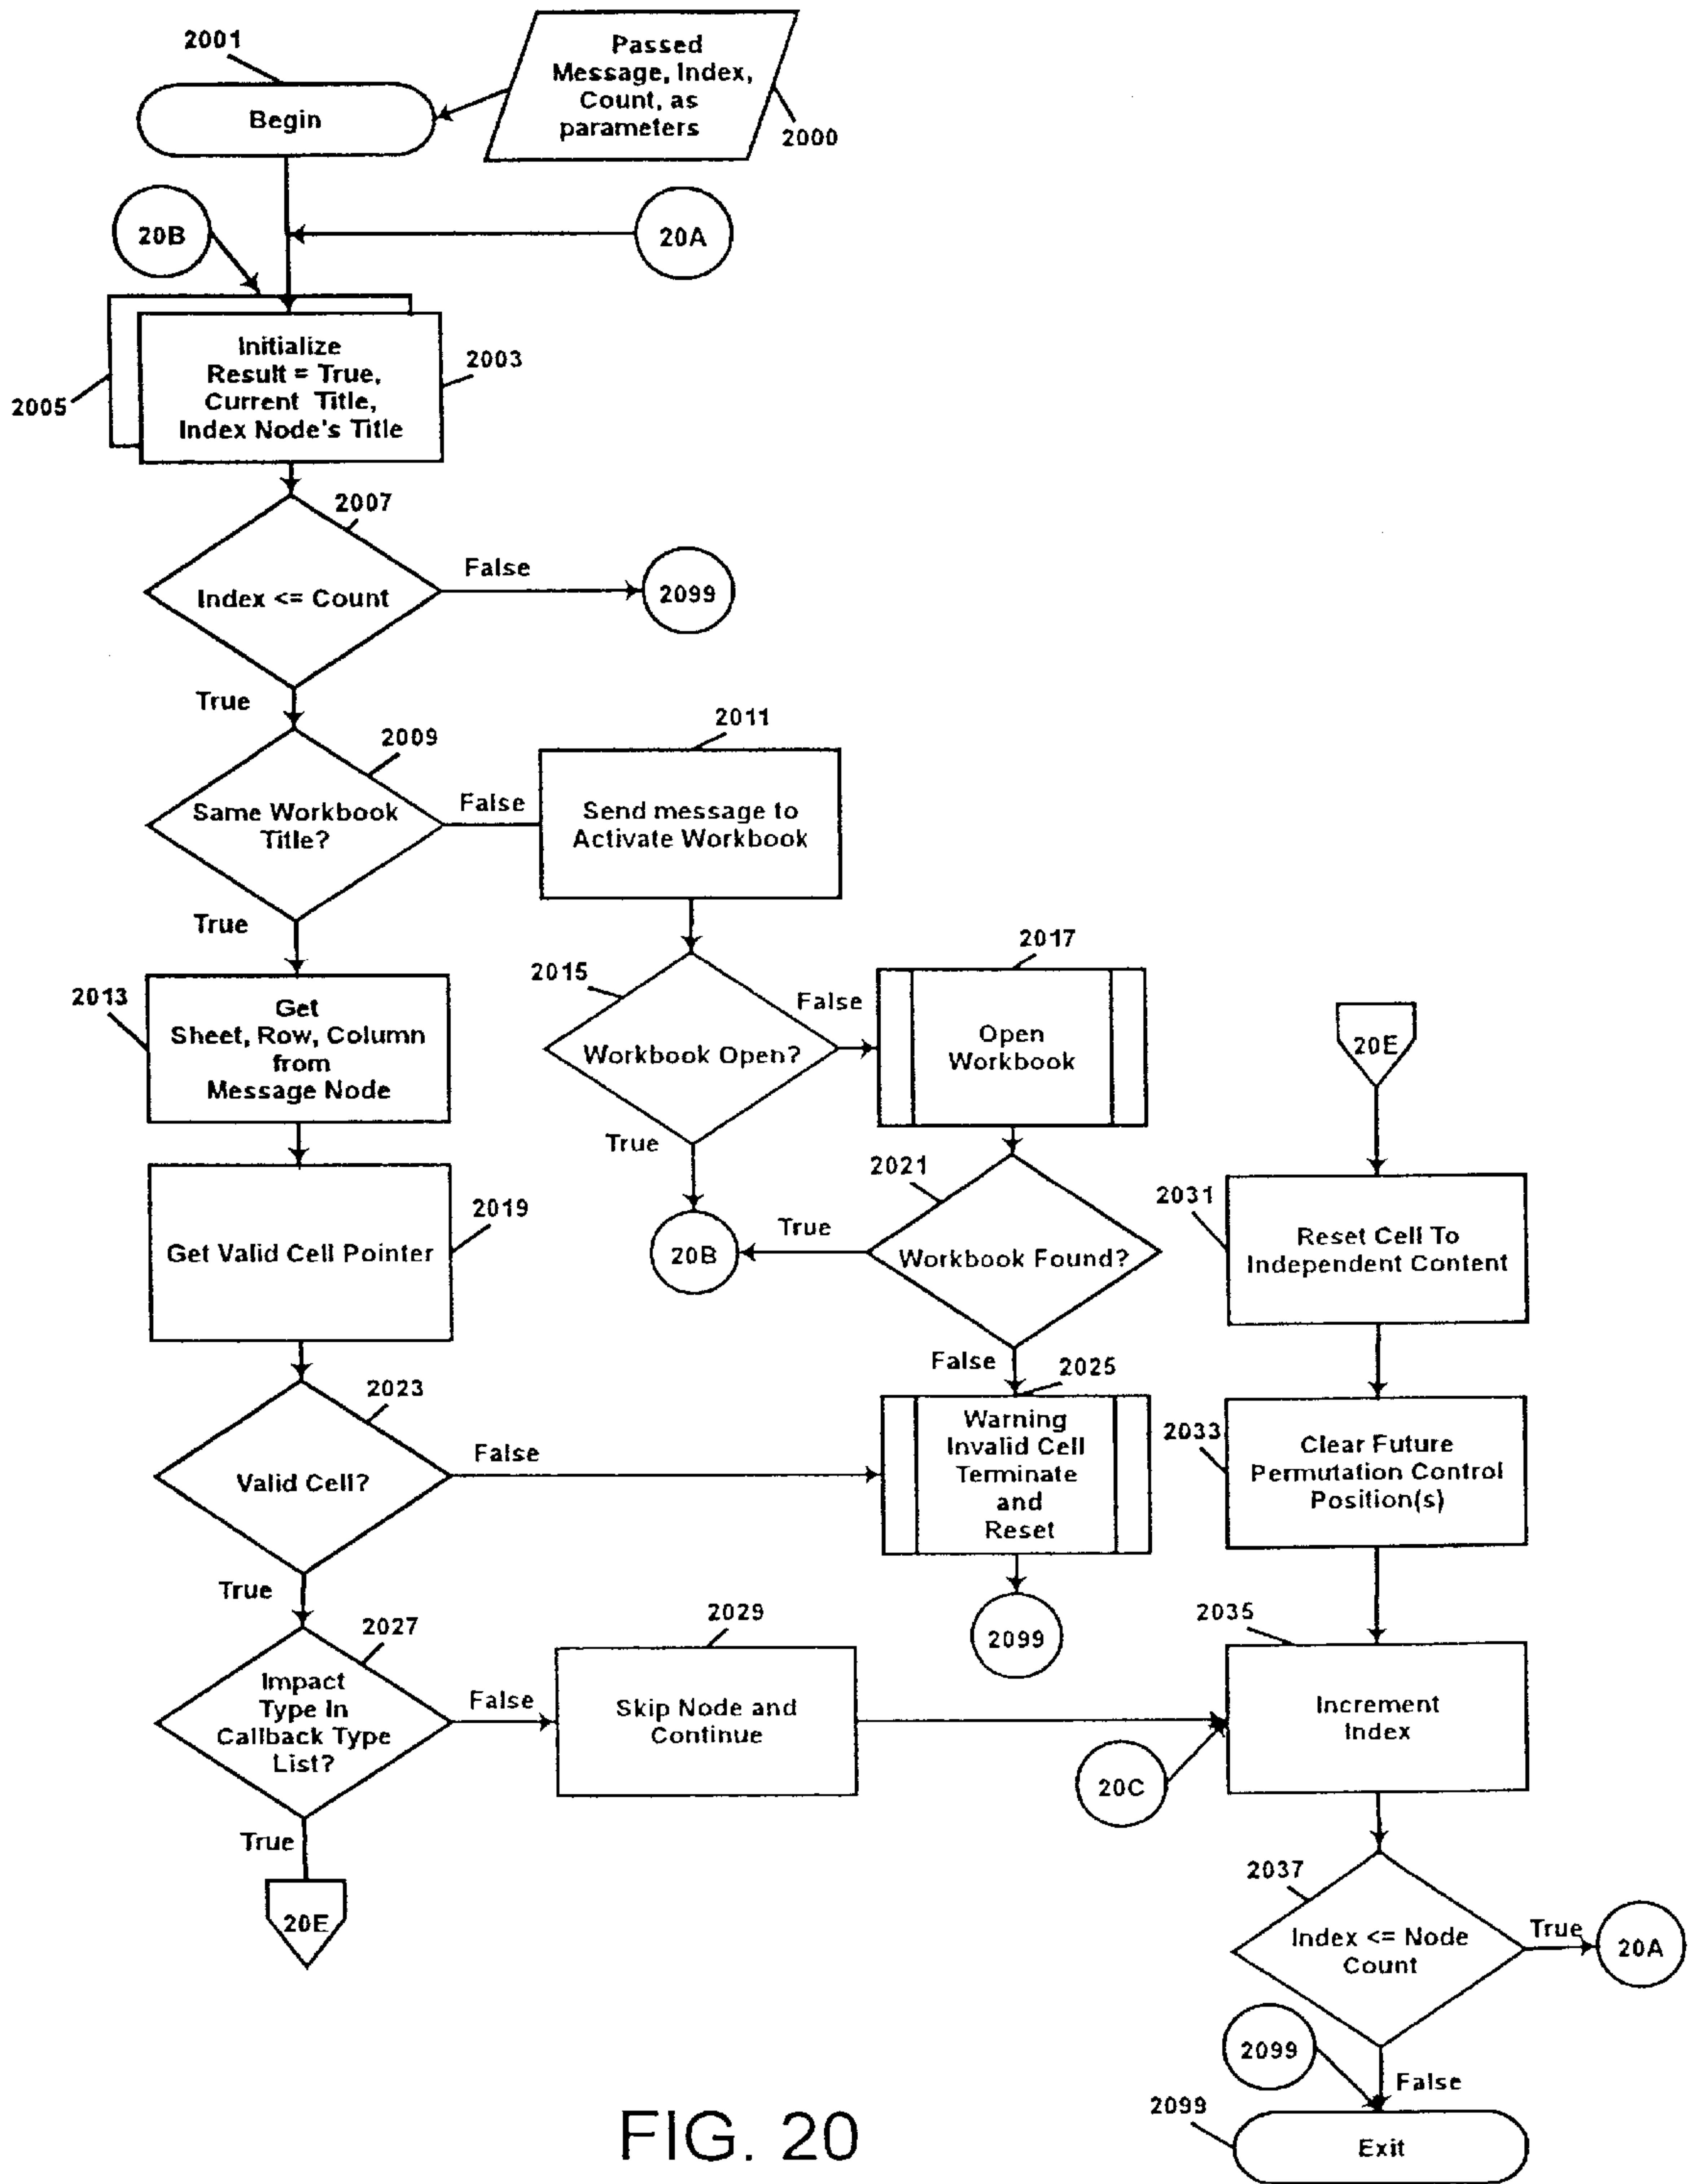 2001
Passed
Message, Index,
Count, as
parameters
2000
Begin
20B
20A
Initialize
Result = True,
Current Title,
Index Node's Title
2003
2005
2007
Index <= Count
False
2099
True
2009
Same Workbook
Title?
False
2011
Send message to
Activate Workbook
True
2013
Get
Sheet, Row, Column
from
Message Node
2015
Workbook Open?
False
2017
Open
Workbook
True
20B
2019
Get Valid Cell Pointer
2021
Workbook Found?
True
False
2025
Warning
Invalid Cell
Terminate
and
Reset
2099
2023
Valid Cell?
False
True
2027
Impact
Type In
Callback Type
List?
False
2029
Skip Node and
Continue
True
20E
20E
2031
Reset Cell To
Independent Content
2033
Clear Future
Permutation Control
Position(s)
2035
Increment
Index
20C
2037
Index <= Node
Count
True
20A
2099
False
2099
Exit
FIG. 20